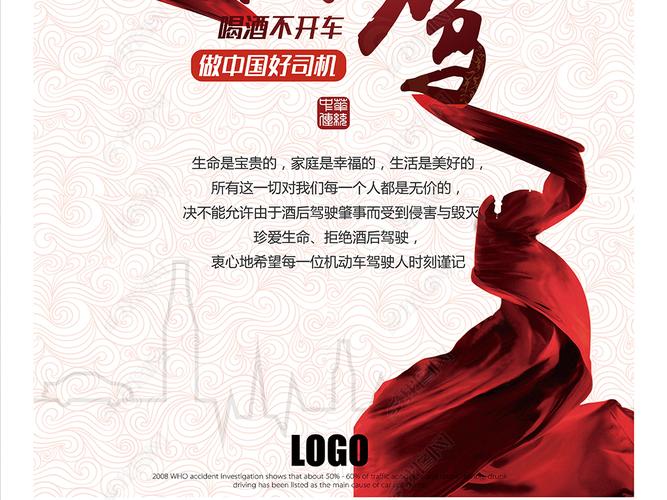 驾
喝酒不开车
做中国好司机
中华传统
生命是宝贵的，家庭是幸福的，生活是美好的，
所有这一切对我们每一个人都是无价的，
决不能允许由于酒后驾驶肇事而受到侵害与毁灭
珍爱生命、拒绝酒后驾驶，
衷心地希望每一位机动车驾驶人时刻谨记
LOGO
2008 WHO accident Investigation shows that about 50% - 60% of traffic
driving has been listed as the main cause of car